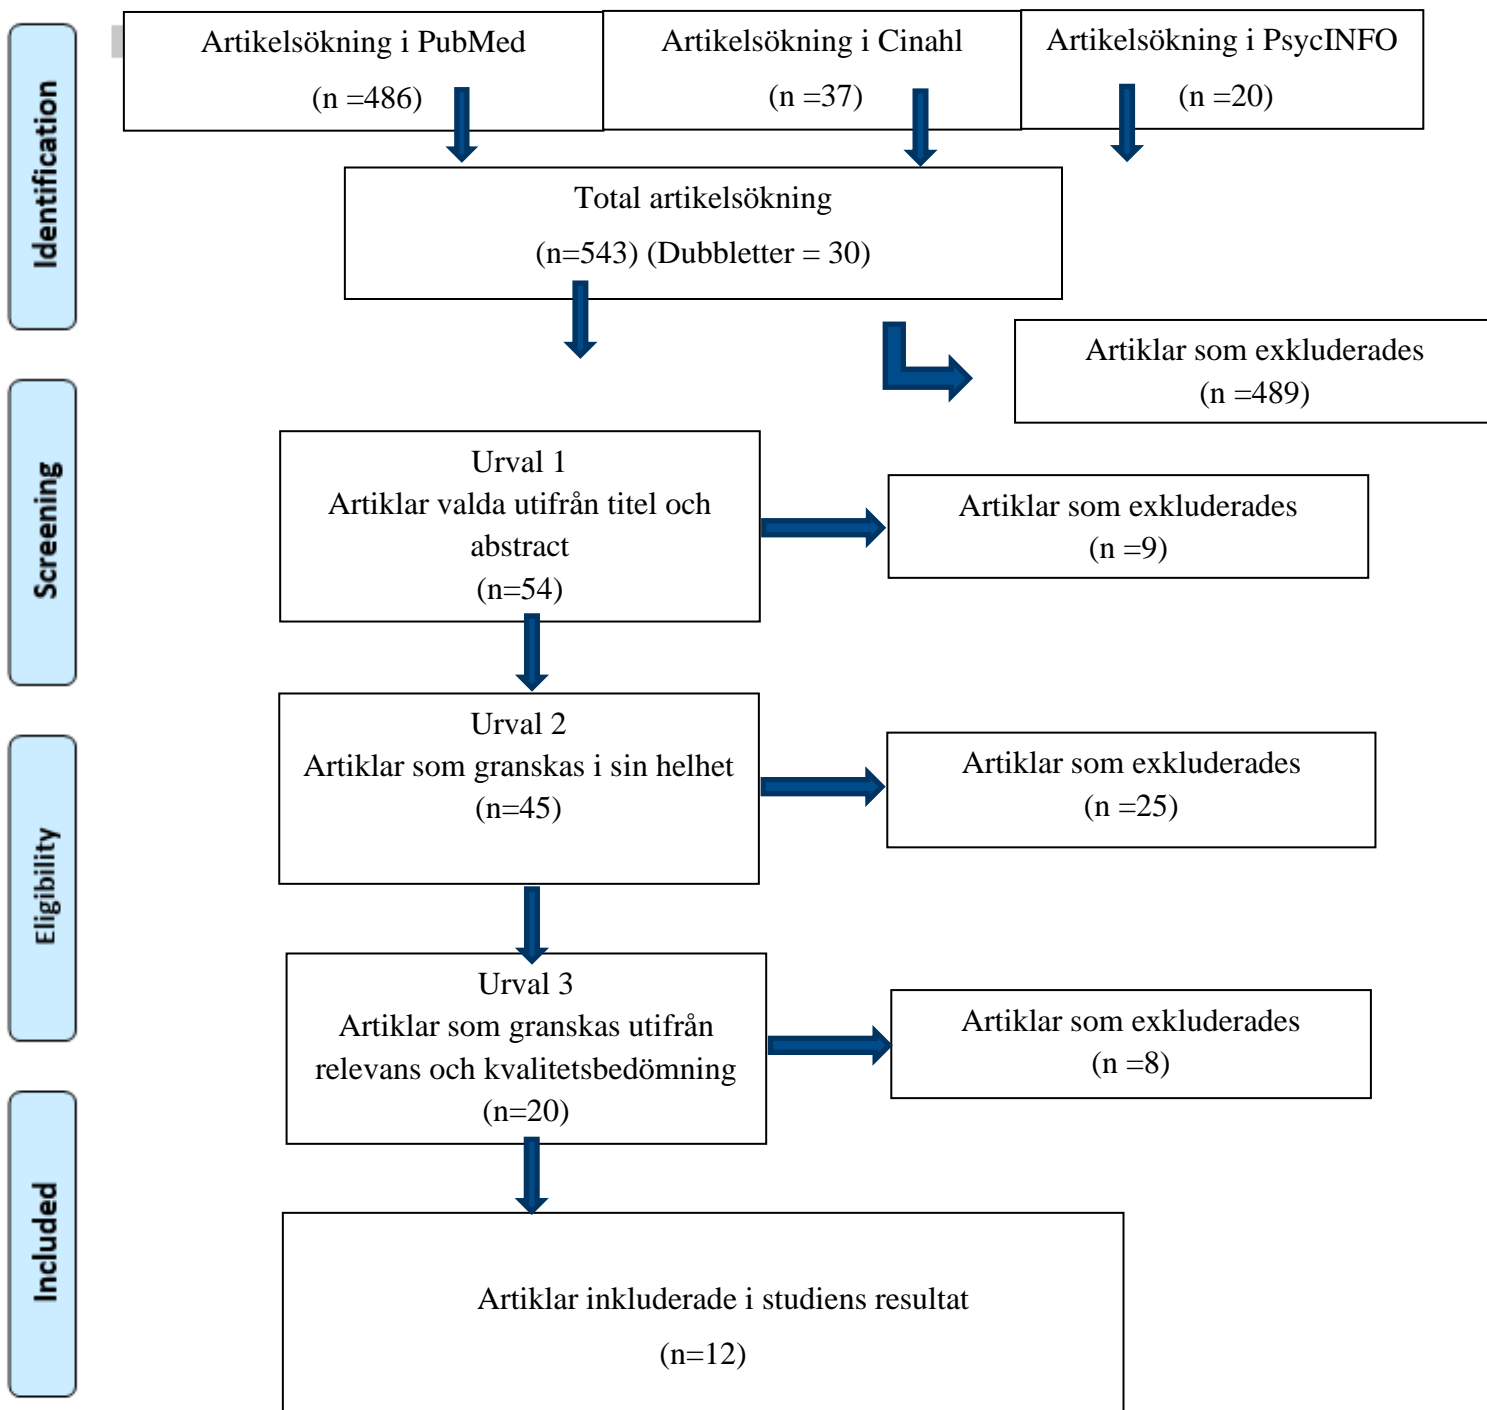 Identification
Artikelsökning i PubMed
(n =486)
Artikelsökning i Cinahl
(n =37)
Artikelsökning i PsycINFO
(n =20)
Total artikelsökning
(n=543) (Dubbletter = 30)
Artiklar som exkluderades
(n =489)
Screening
Urval 1
Artiklar valda utifrån titel och
abstract
(n=54)
Artiklar som exkluderades
(n =9)
Eligibility
Urval 2
Artiklar som granskas i sin helhet
(n=45)
Artiklar som exkluderades
(n =25)
Urval 3
Artiklar som granskas utifrån
relevans och kvalitetsbedömning
(n=20)
Artiklar som exkluderades
(n =8)
Included
Artiklar inkluderade i studiens resultat
(n=12)